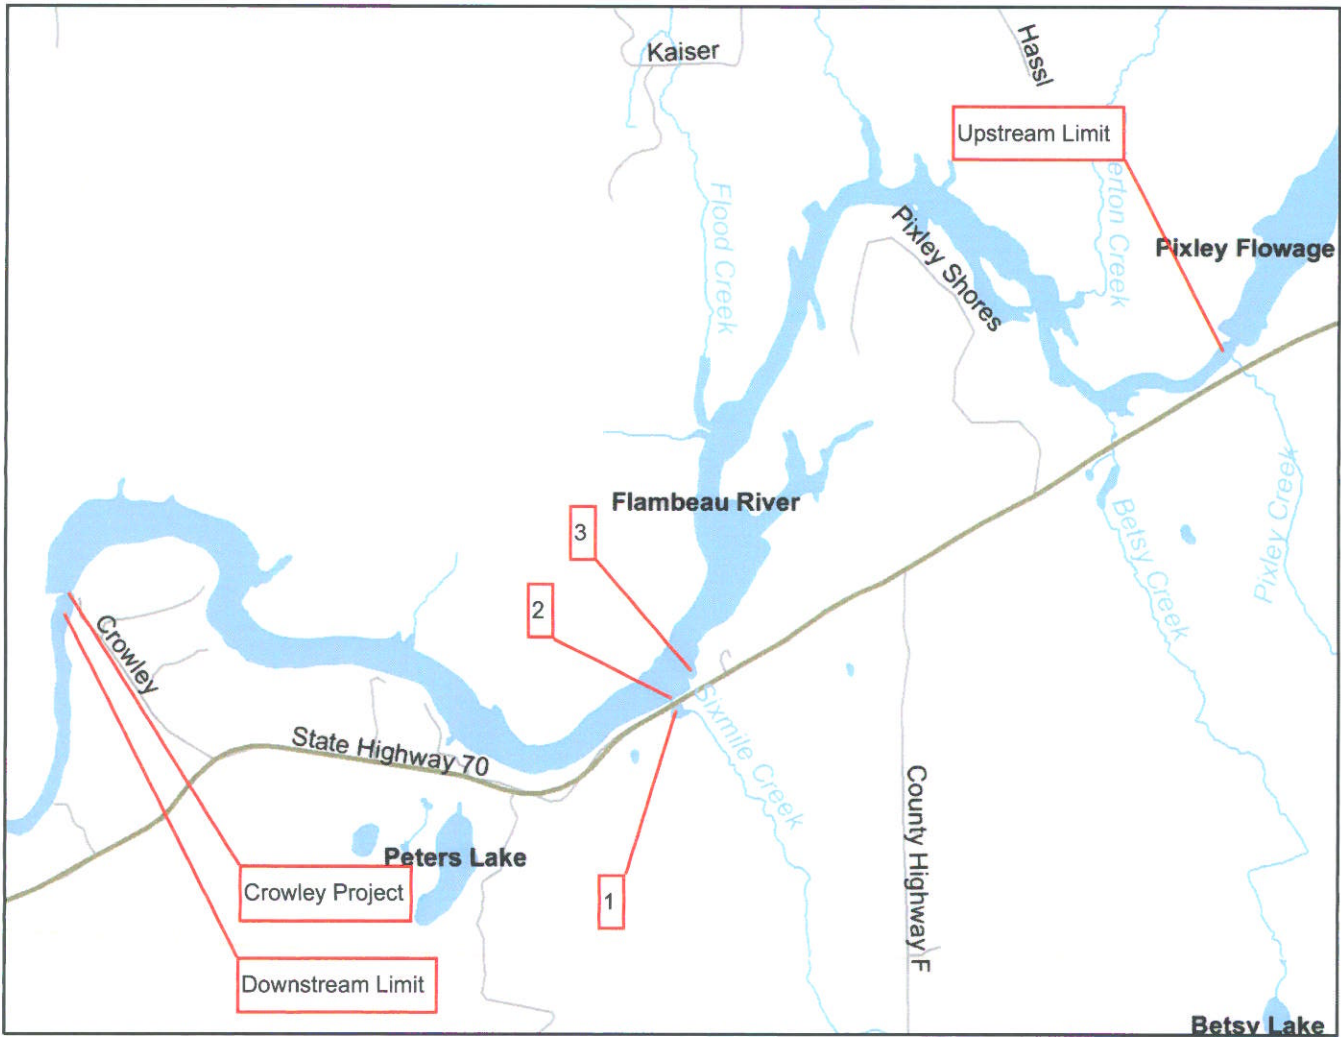 Kaiser
Hassl
Upstream Limit
Flood Creek
erton Creek
Pixley Flowage
Pixley Shores
Flambeau River
3
2
Betsy Creek
Pixley Creek
Crowley
Sixmile Creek
State Highway 70
County Highway F
Peters Lake
Crowley Project
1
Downstream Limit
Betsy Lake